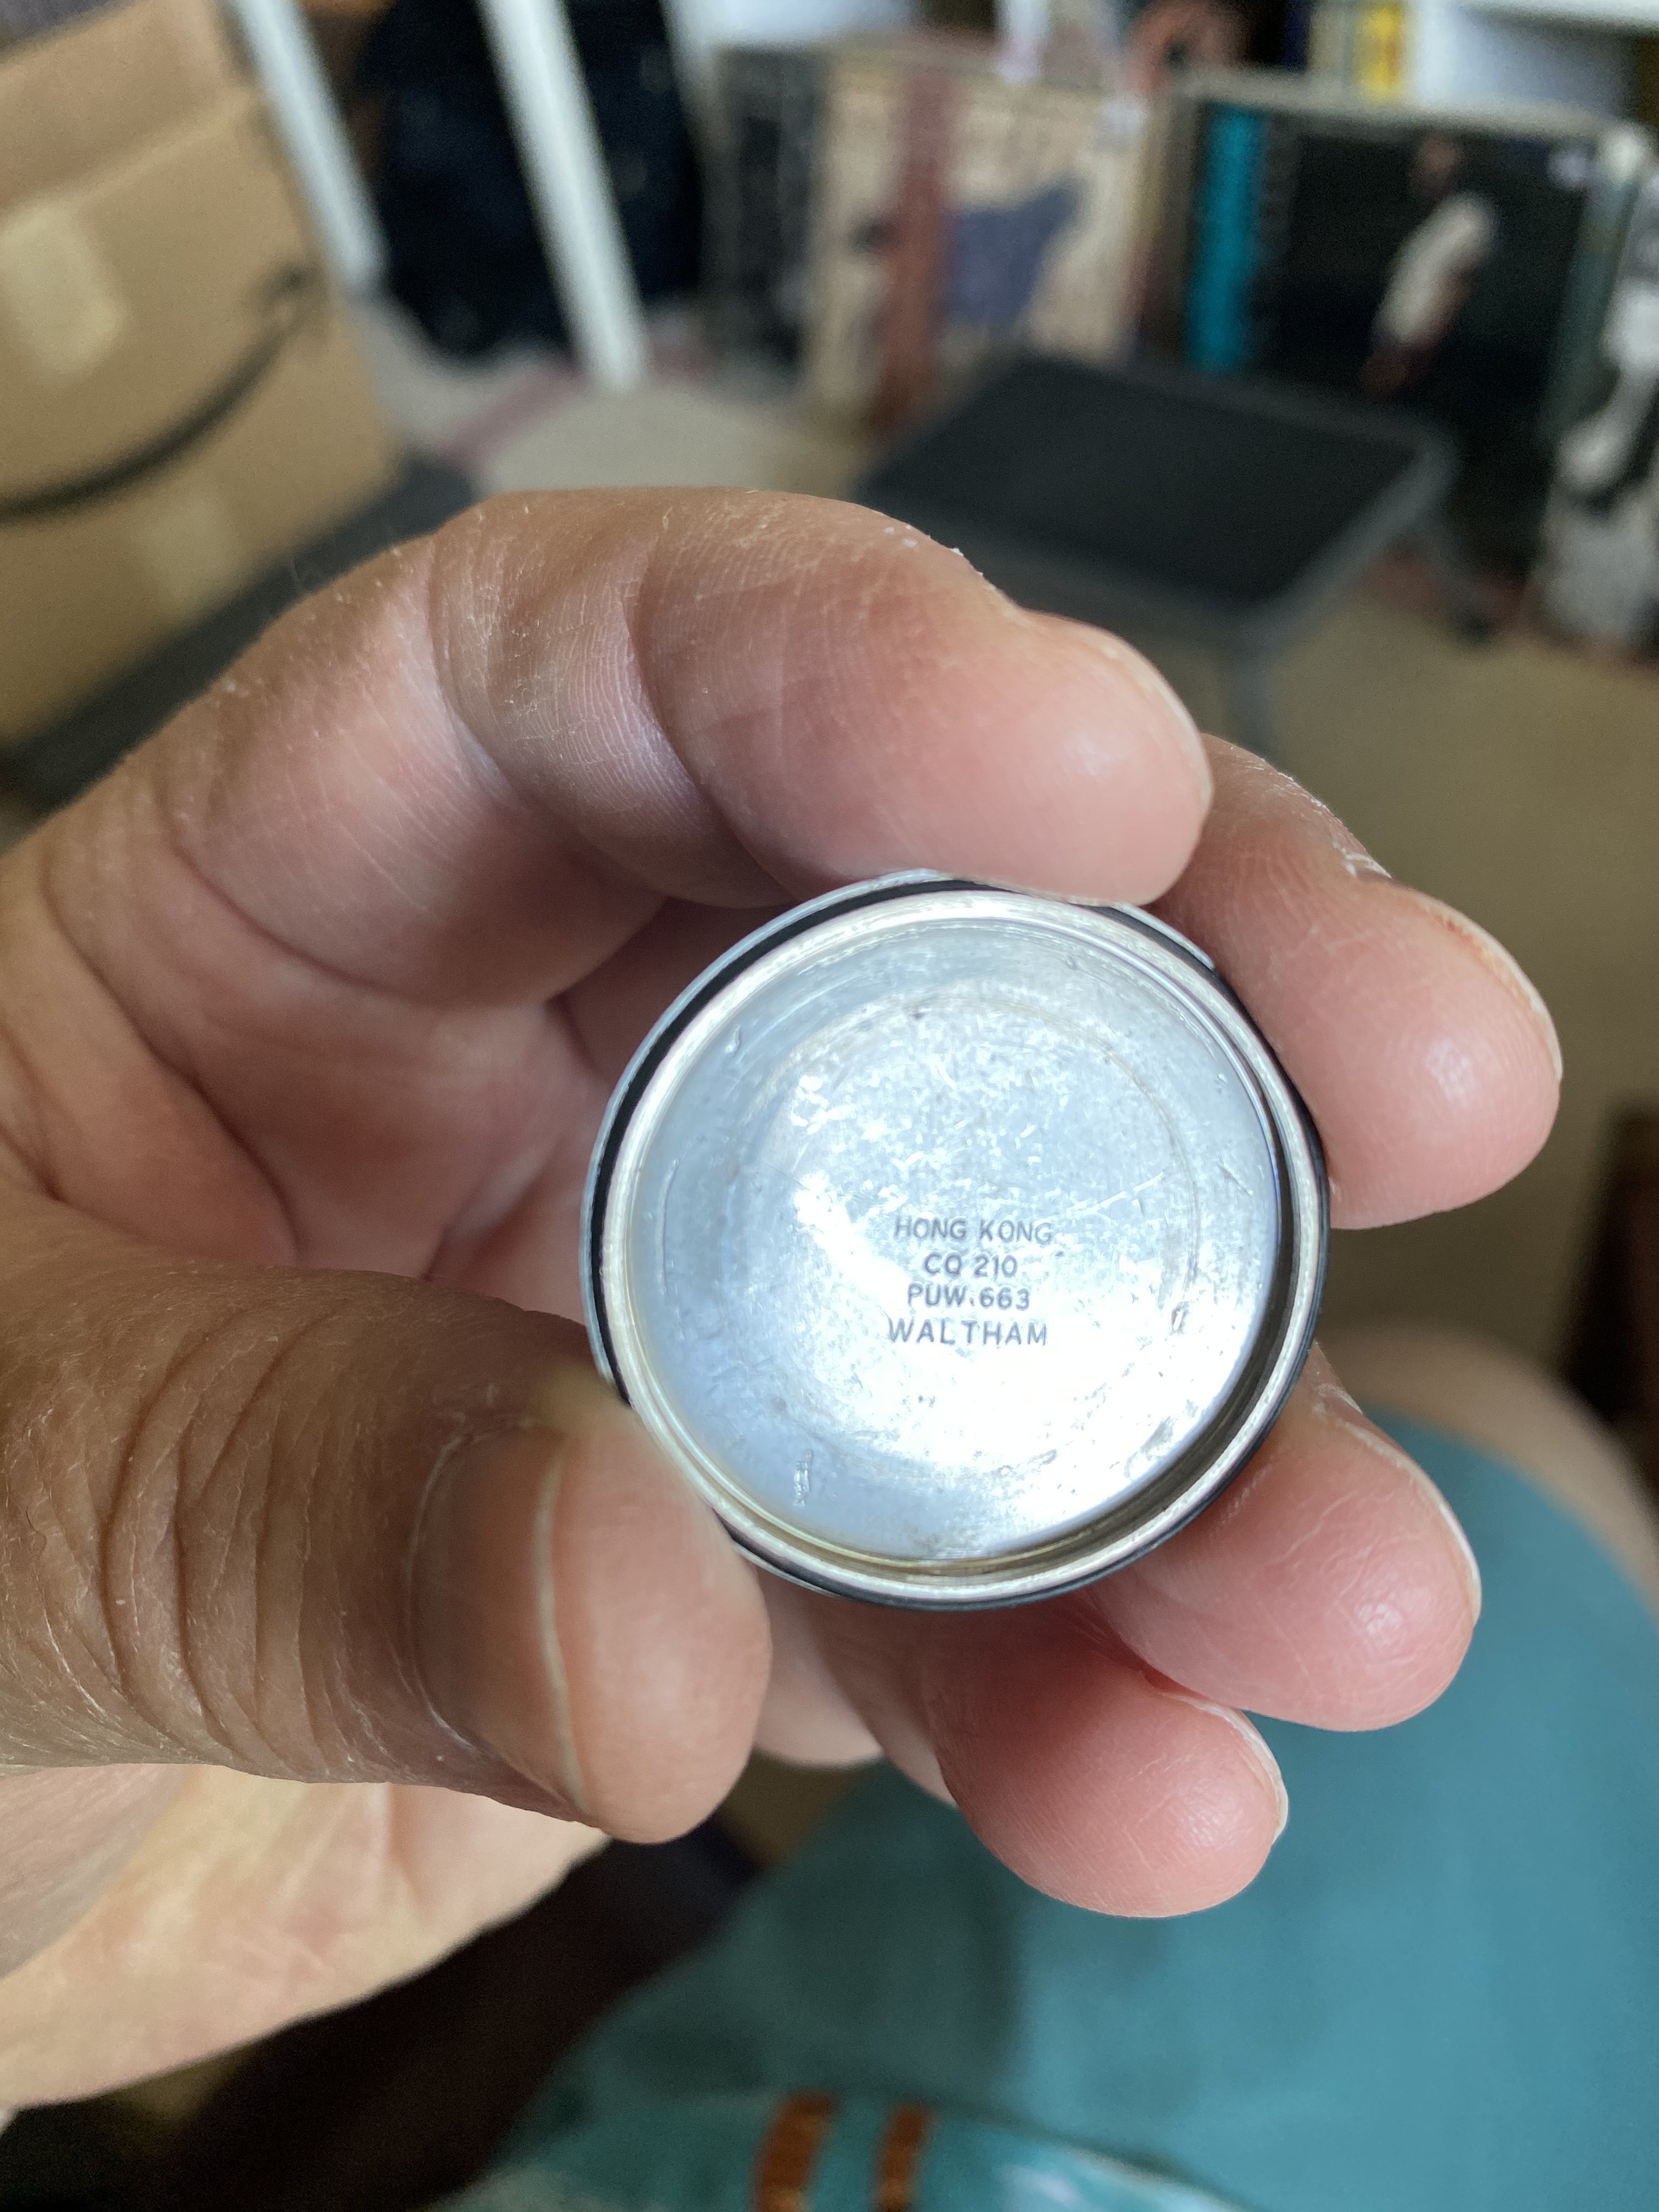 HONG KONG
CQ 210
PUW.663
WALTHAM